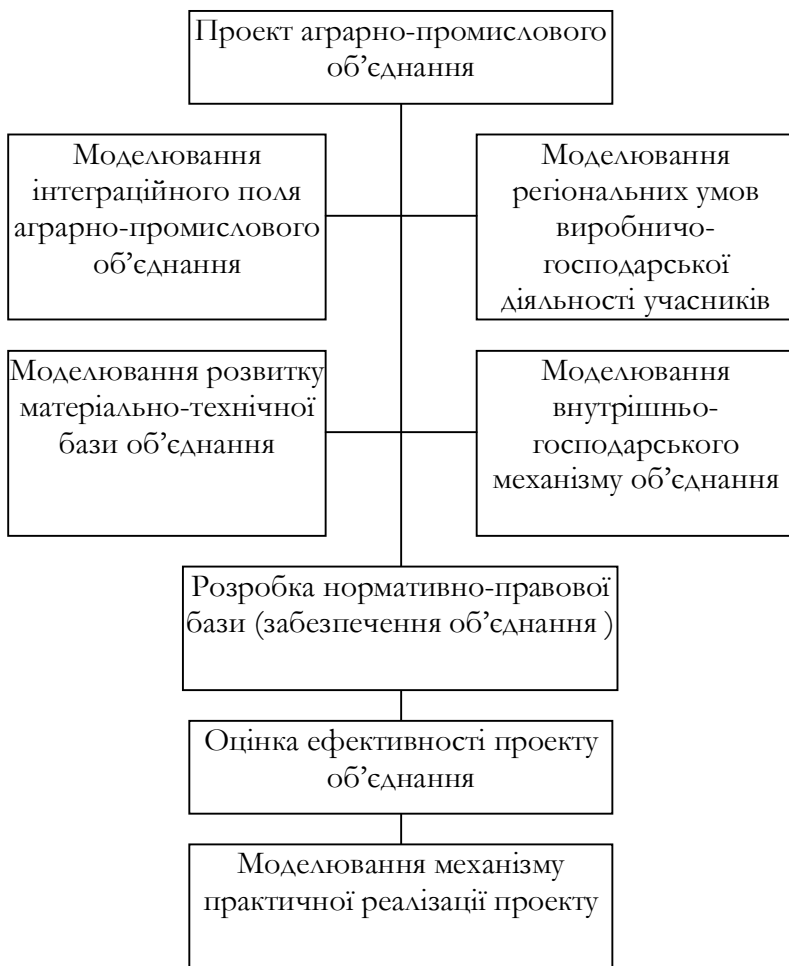 Проект аграрно-промислового
об’єднання
Моделювання
інтеграційного поля
аграрно-промислового
об’єднання
Моделювання
регіональних умов
виробничо-
господарської
діяльності учасників
Моделювання розвитку
матеріально-технічної
бази об’єднання
Моделювання
внутрішньо-
господарського
механізму об’єднання
Розробка нормативно-правової
бази (забезпечення об’єднання )
Оцінка ефективності проекту
об’єднання
Моделювання механізму
практичної реалізації проекту